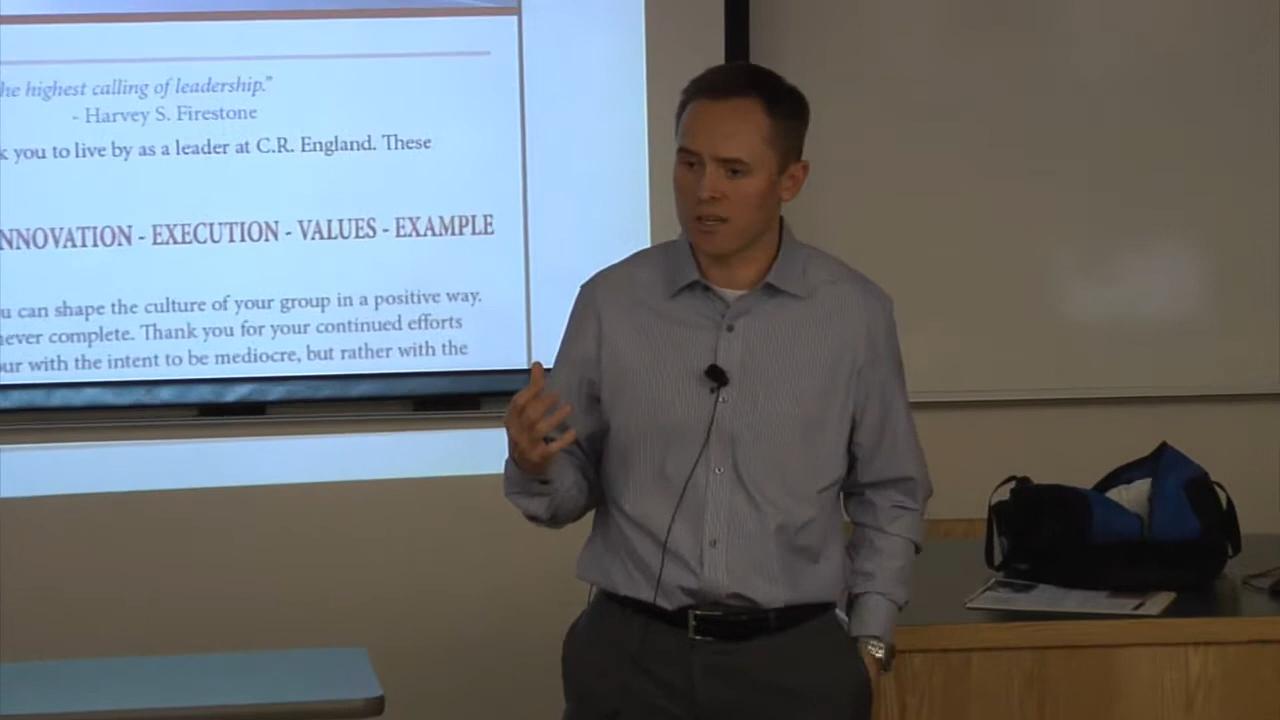 he highest calling of leadership."
- Harvey S. Firestone
k you to live by as a leader at C.R. England. These
NNOVATION - EXECUTION - VALUES - EXAMPLE
u can shape the culture of your group in a positive way.
never complete. Thank you for your continued efforts
ur with the intent to be mediocre, but rather with the